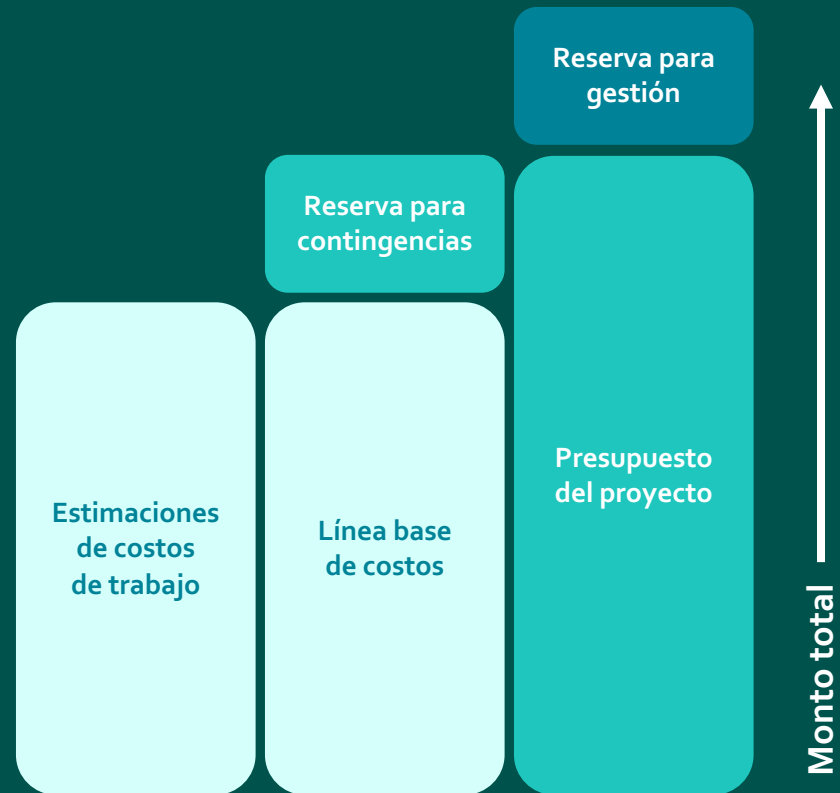 Reserva para
gestión
Reserva para
contingencias
Estimaciones
de costos
de trabajo
Línea base
de costos
Presupuesto
del proyecto
Monto total